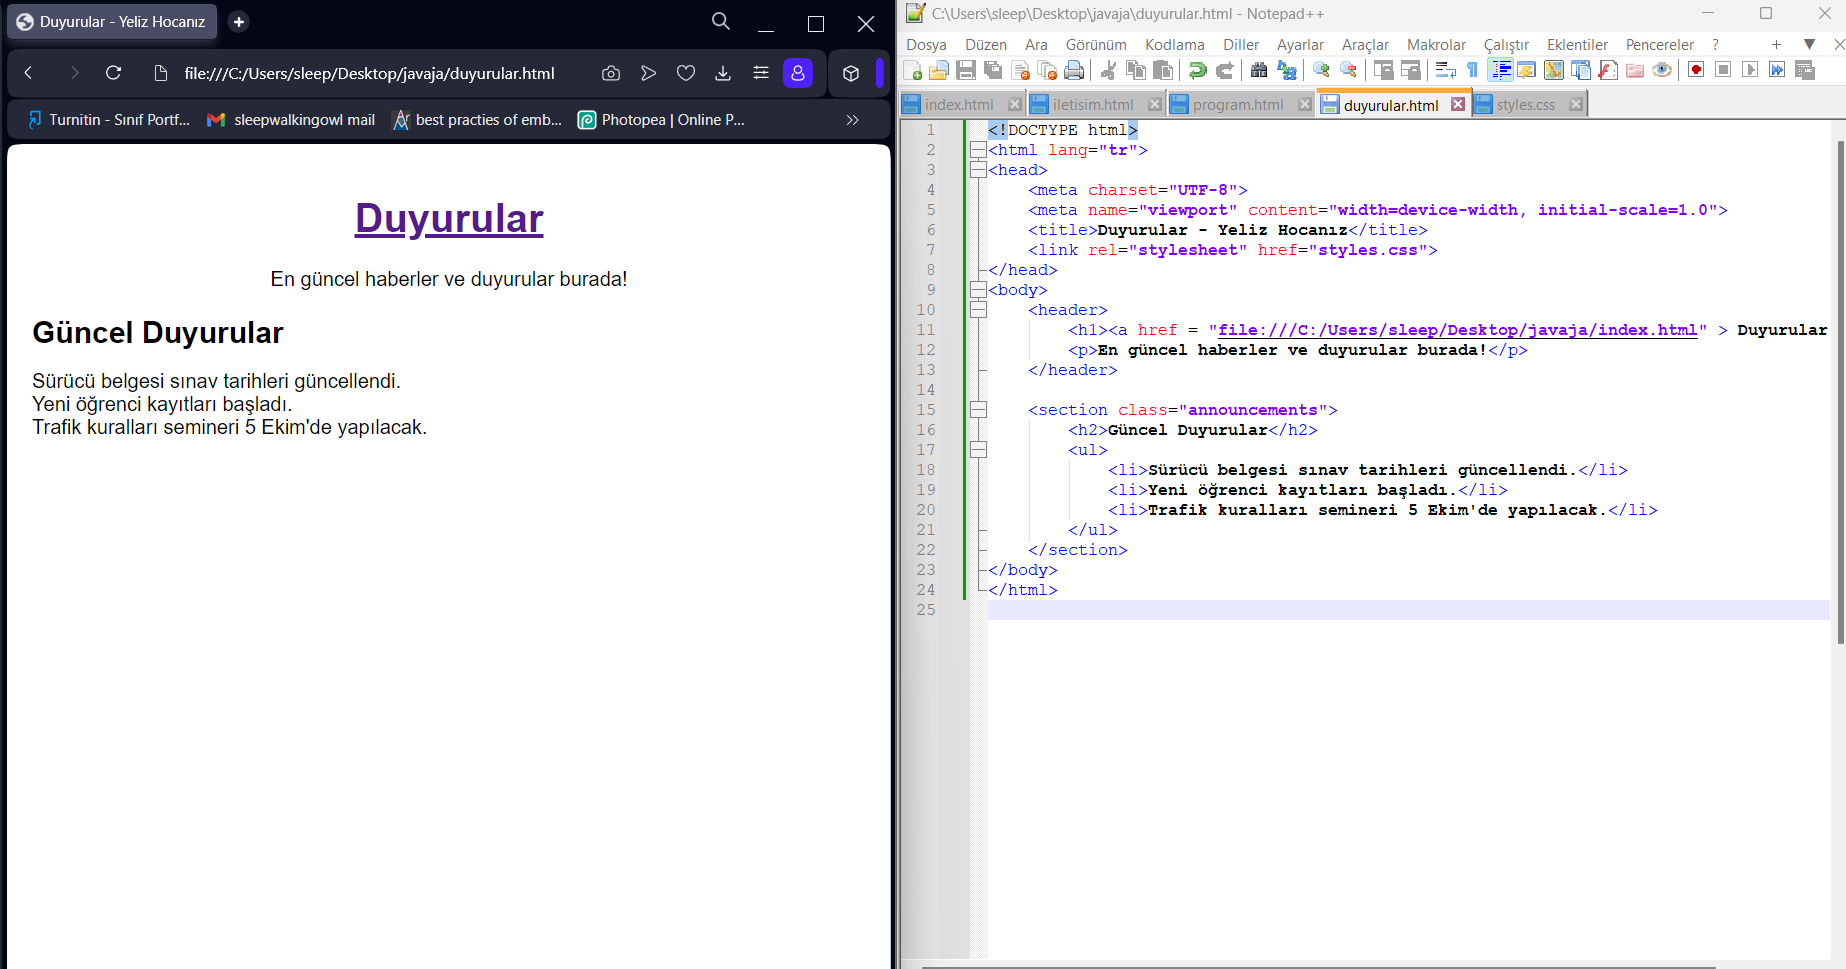 Duyurular - Yeliz Hocanız
file:///C:/Users/sleep/Desktop/javaja/duyurular.html
Turnitin - Sınıf Portf...
sleepwalkingowl mail
best practies of emb...
Photopea | Online P...
Duyurular
En güncel haberler ve duyurular burada!
Güncel Duyurular
Sürücü belgesi sınav tarihleri güncellendi.
Yeni öğrenci kayıtları başladı.
Trafik kuralları semineri 5 Ekim'de yapılacak.
C:\Users\sleep\Desktop\javaja\duyurular.html - Notepad++
Dosya Düzen Ara Görünüm Kodlama Diller Ayarlar Araçlar Makrolar Çalıştır Eklentiler Pencereler ?
index.html iletisim.html program.html duyurular.html styles.css
1 <!DOCTYPE html>
2 <html lang="tr">
3 <head>
4 <meta charset="UTF-8">
5 <meta name="viewport" content="width=device-width, initial-scale=1.0">
6 <title>Duyurular - Yeliz Hocanız</title>
7 <link rel="stylesheet" href="styles.css">
8 </head>
9 <body>
10 <header>
11 <h1><a href = "file:///C:/Users/sleep/Desktop/javaja/index.html" > Duyurular
12 <p>En güncel haberler ve duyurular burada!</p>
13 </header>
14
15 <section class="announcements">
16 <h2>Güncel Duyurular</h2>
17 <ul>
18 <li>Sürücü belgesi sınav tarihleri güncellendi.</li>
19 <li>Yeni öğrenci kayıtları başladı.</li>
20 <li>Trafik kuralları semineri 5 Ekim'de yapılacak.</li>
21 </ul>
22 </section>
23 </body>
24 </html>
25